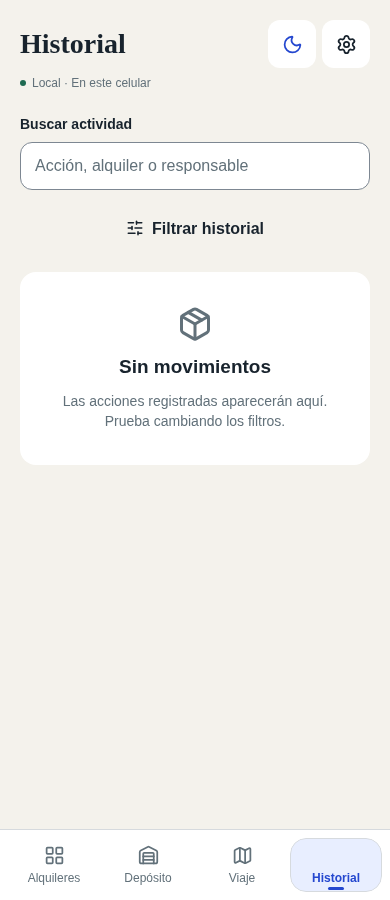 Historial
Local · En este celular
Buscar actividad
Acción, alquiler o responsable
Filtrar historial
Sin movimientos
Las acciones registradas aparecerán aquí.
Prueba cambiando los filtros.
Alquileres
Depósito
Viaje
Historial